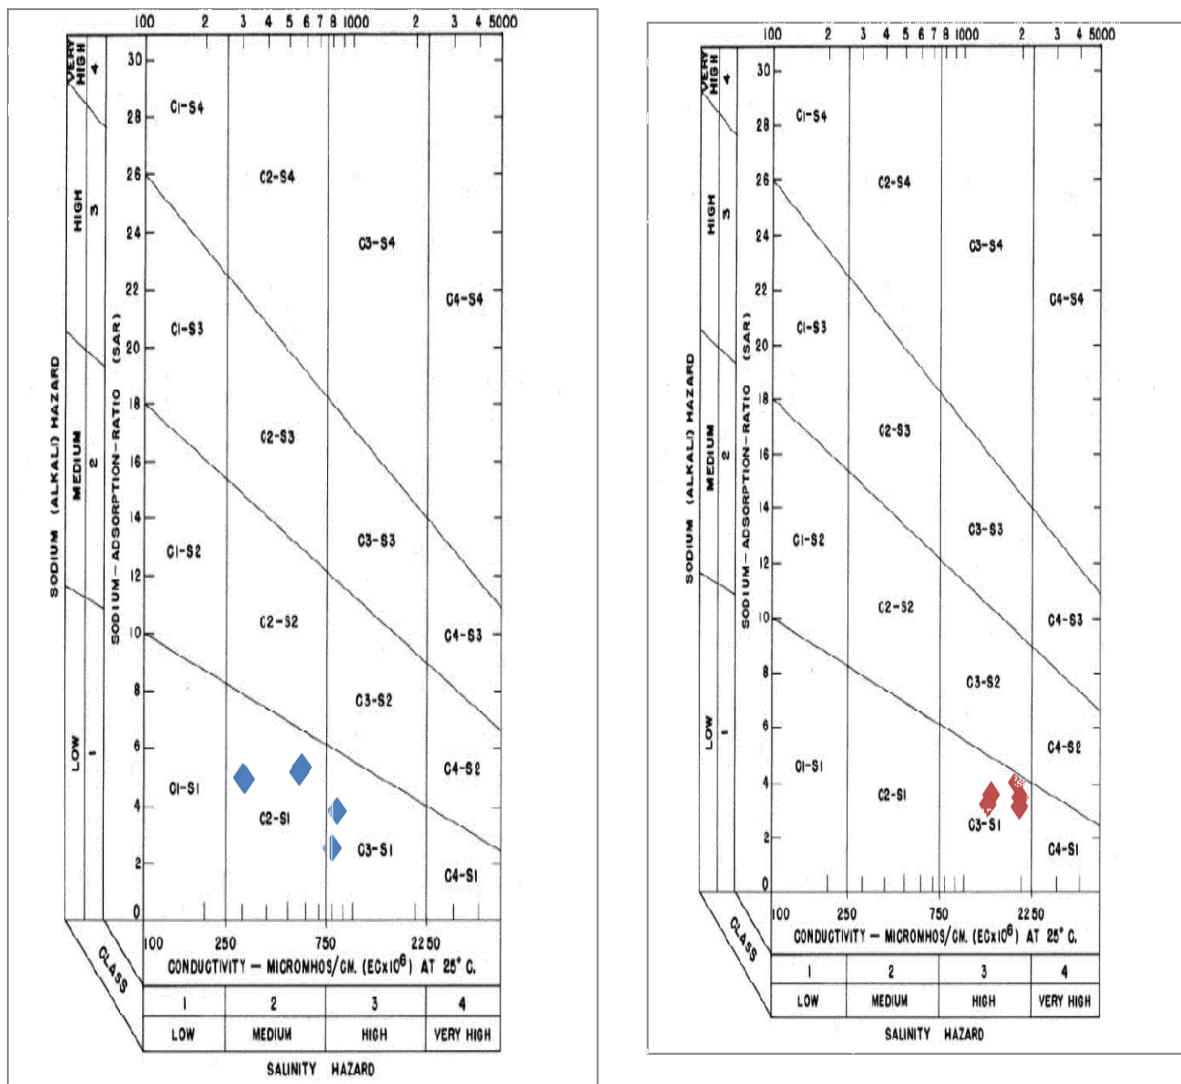 100 2 3 4 5 6 7 8 1000 2 3 4 5000
VERY HIGH 4
HIGH 3
MEDIUM 2
LOW 1
SODIUM (ALKALI) HAZARD
SODIUM-ADSORPTION-RATIO (SAR)
30
28
26
24
22
20
18
16
14
12
10
8
6
4
2
0
C1-S4
C2-S4
C3-S4
C4-S4
C1-S3
C2-S3
C3-S3
C1-S2
C2-S2
C4-S3
C3-S2
C4-S2
C1-S1
C2-S1
C3-S1
C4-S1
100 250 750 2250
CONDUCTIVITY — MICROMHOS/CM. (ECx10⁶) AT 25° C.
CLASS
1 2 3 4
LOW MEDIUM HIGH VERY HIGH
SALINITY HAZARD
100 2 3 4 5 6 7 8 1000 2 3 4 5000
VERY HIGH 4
HIGH 3
MEDIUM 2
LOW 1
SODIUM (ALKALI) HAZARD
SODIUM-ADSORPTION-RATIO (SAR)
30
28
26
24
22
20
18
16
14
12
10
8
6
4
2
0
C1-S4
C2-S4
C3-S4
C4-S4
C1-S3
C2-S3
C3-S3
C1-S2
C2-S2
C4-S3
C3-S2
C4-S2
C1-S1
C2-S1
C3-S1
C4-S1
100 250 750 2250
CONDUCTIVITY — MICROMHOS/CM. (ECx10⁶) AT 25° C.
CLASS
1 2 3 4
LOW MEDIUM HIGH VERY HIGH
SALINITY HAZARD